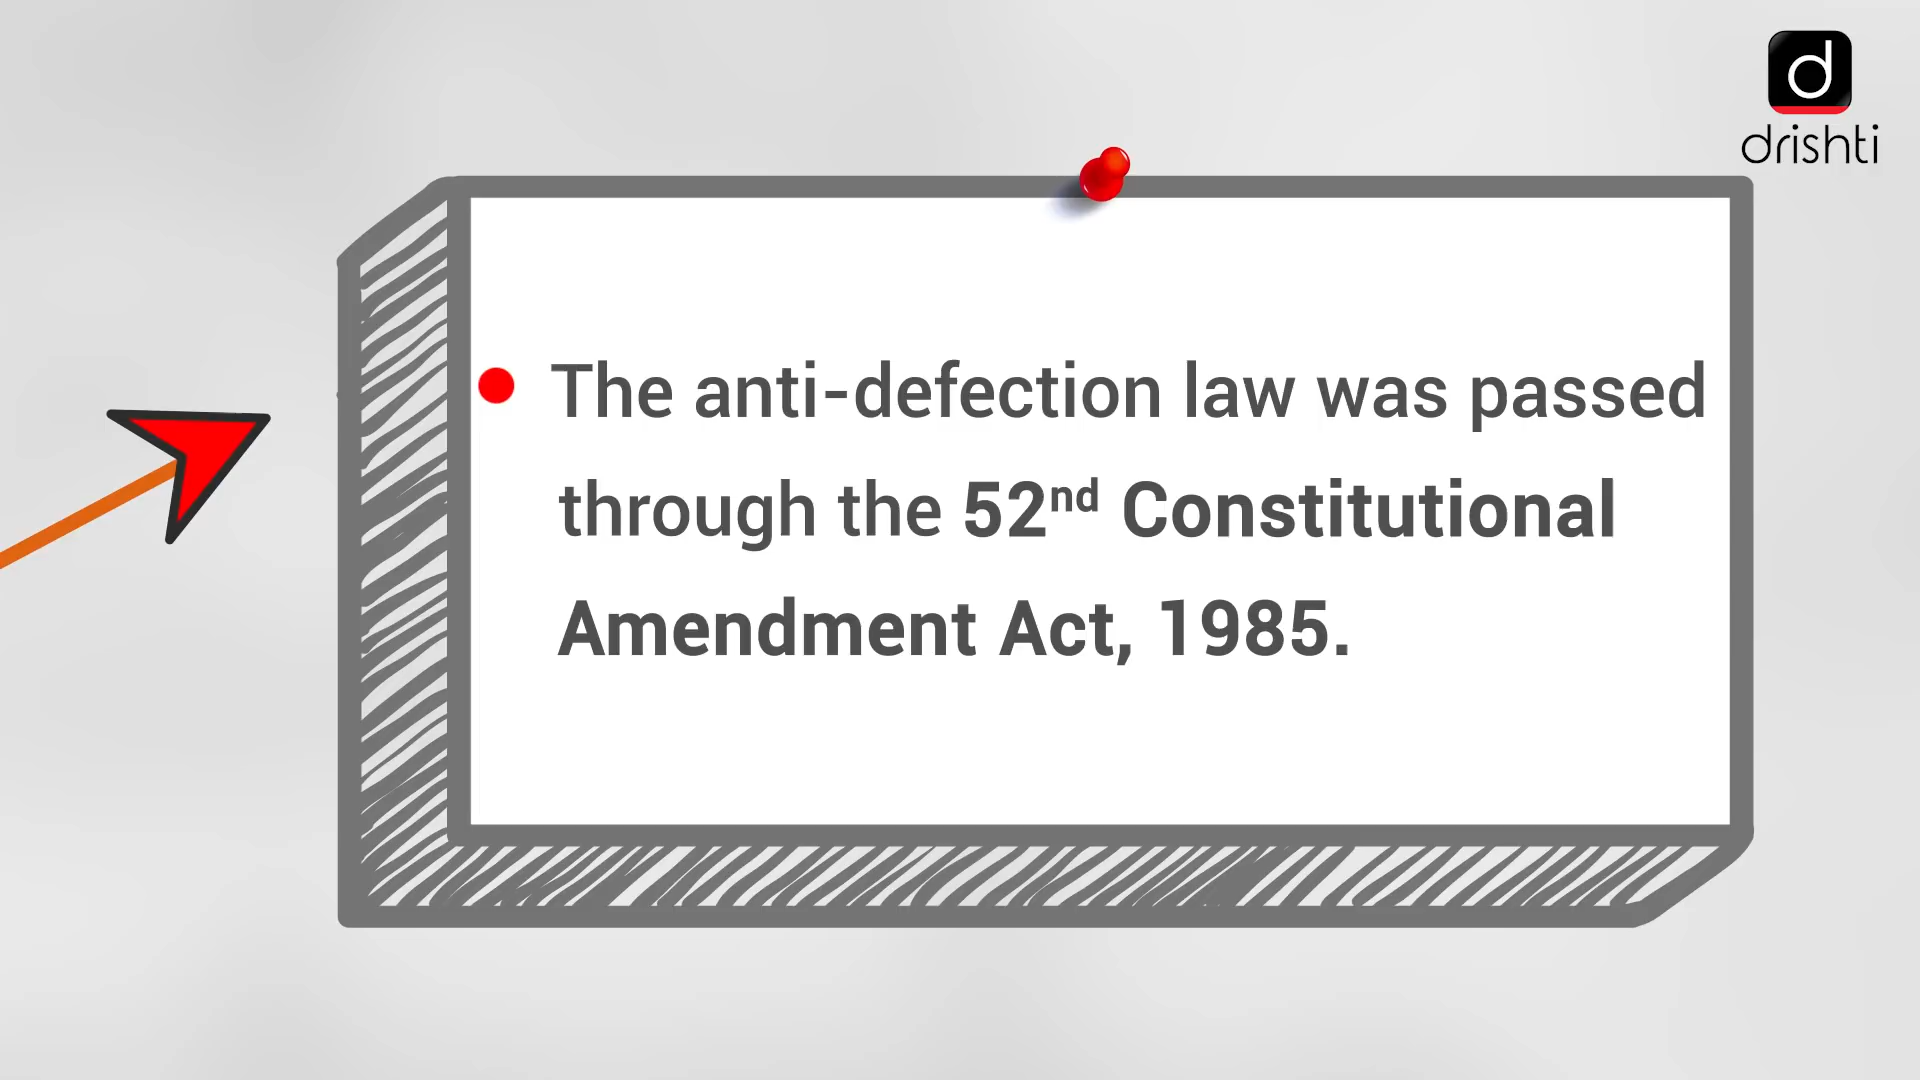 d
drishti
The anti-defection law was passed
through the 52nd Constitutional
Amendment Act, 1985.